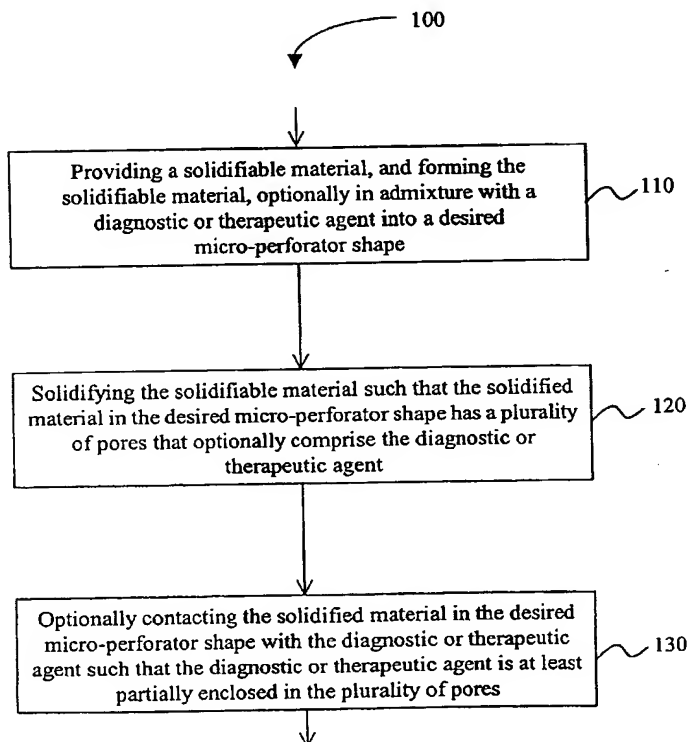 100
Providing a solidifiable material, and forming the
solidifiable material, optionally in admixture with a
diagnostic or therapeutic agent into a desired
micro-perforator shape
110
Solidifying the solidifiable material such that the solidified
material in the desired micro-perforator shape has a plurality
of pores that optionally comprise the diagnostic or
therapeutic agent
120
Optionally contacting the solidified material in the desired
micro-perforator shape with the diagnostic or therapeutic
agent such that the diagnostic or therapeutic agent is at least
partially enclosed in the plurality of pores
130